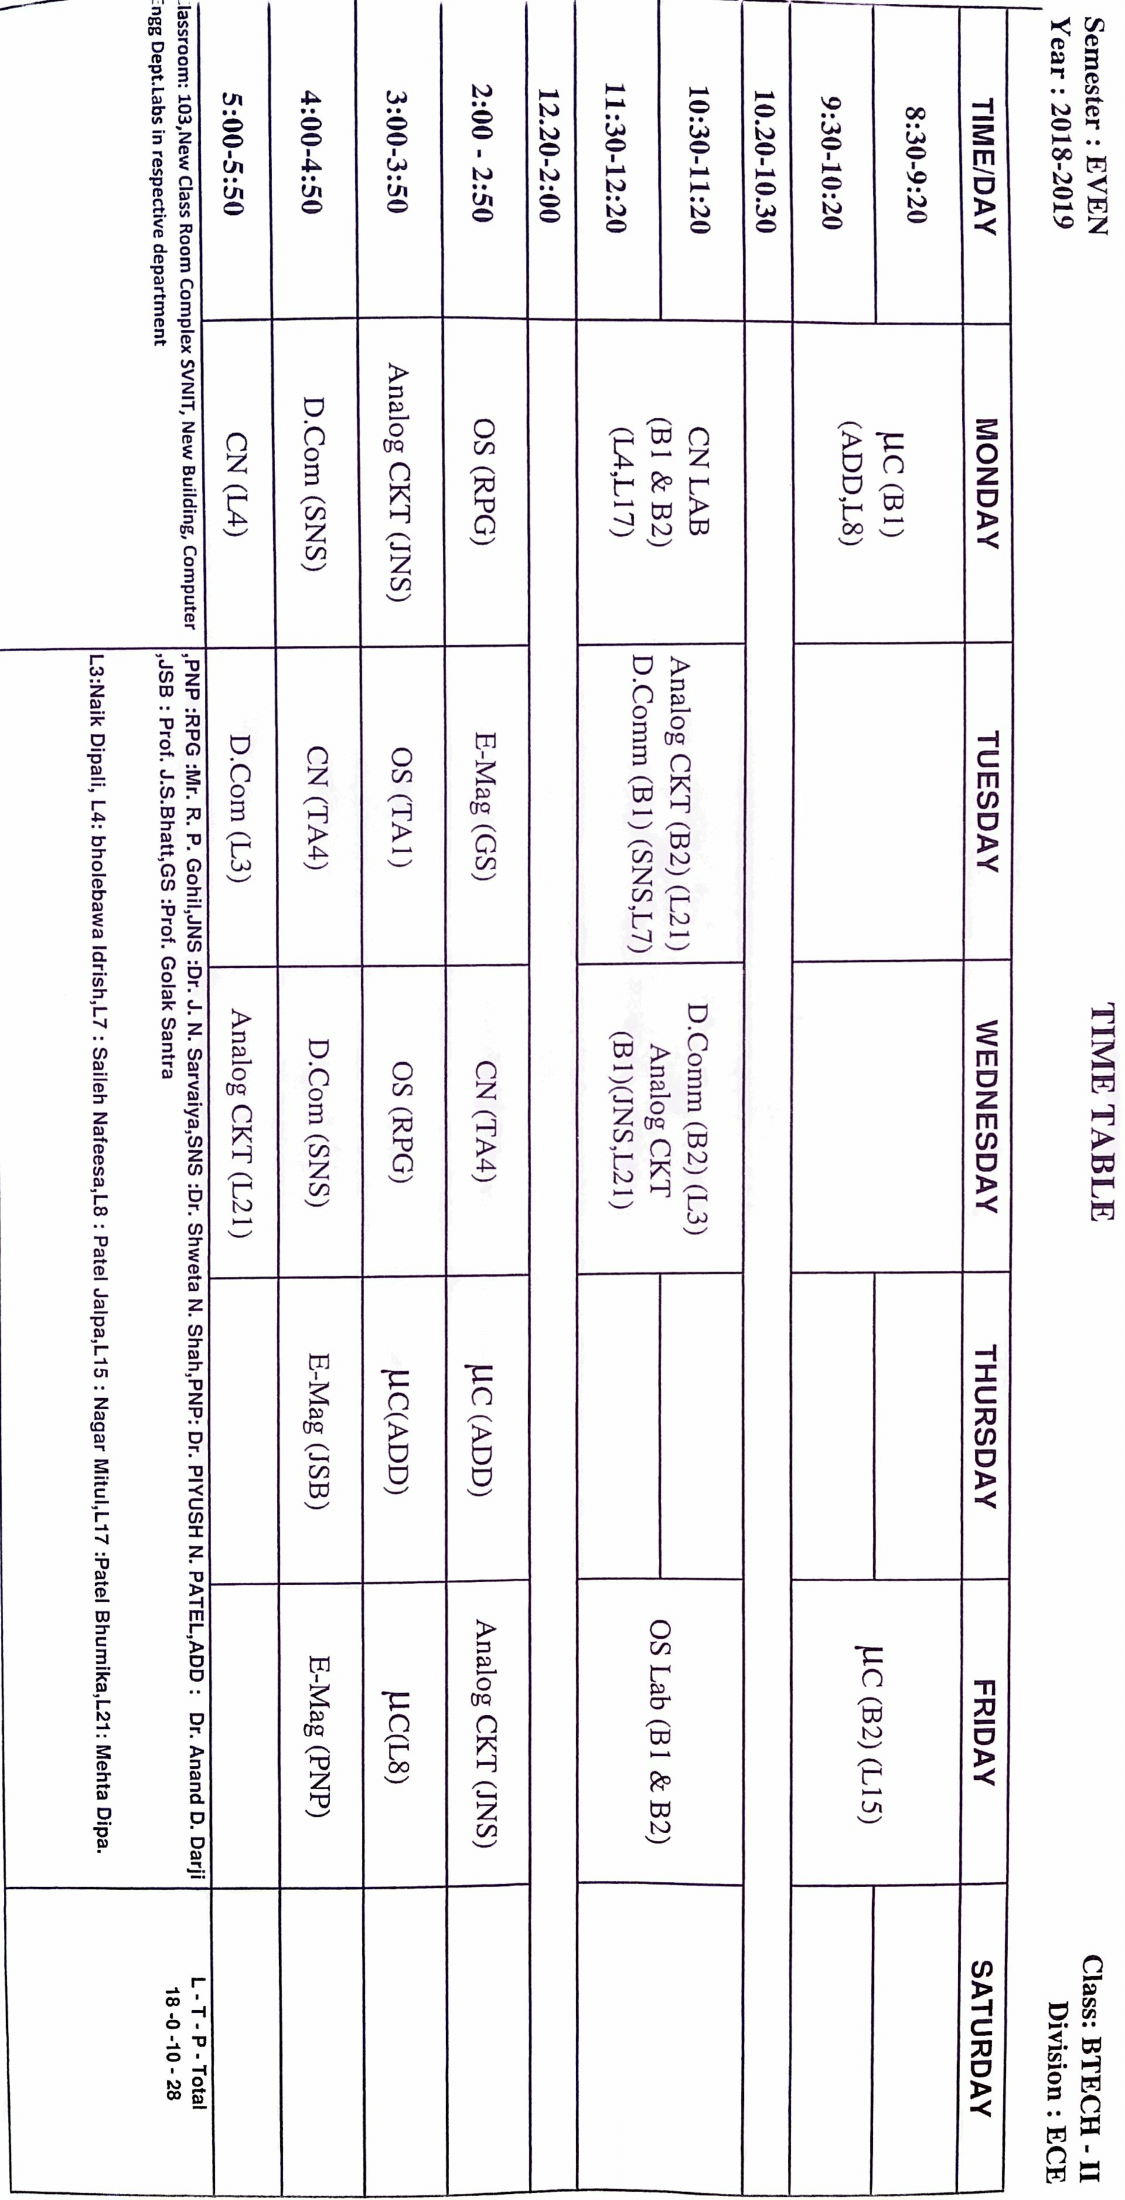 Semester : EVEN
Year : 2018-2019
TIME TABLE
Class: BTECH - II
Division : ECE
TIME/DAY MONDAY TUESDAY WEDNESDAY THURSDAY FRIDAY SATURDAY
8:30-9:20
9:30-10:20
µC (B1)
(ADD,L8)
µC (B2) (L15)
10.20-10.30
10:30-11:20
11:30-12:20
CN LAB
(B1 & B2)
(L4,L17)
Analog CKT (B2) (L21)
D.Comm (B1) (SNS,L7)
D.Comm (B2) (L3)
Analog CKT
(B1)(JNS,L21)
OS Lab (B1 & B2)
12.20-2:00
2:00 - 2:50 OS (RPG) E-Mag (GS) CN (TA4) µC (ADD) Analog CKT (JNS)
3:00-3:50 Analog CKT (JNS) OS (TA1) OS (RPG) µC(ADD) µC(L8)
4:00-4:50 D.Com (SNS) CN (TA4) D.Com (SNS) E-Mag (JSB) E-Mag (PNP)
5:00-5:50 CN (L4) D.Com (L3) Analog CKT (L21)
lassroom: 103,New Class Room Complex SVNIT, New Building, Computer
ngg Dept.Labs in respective department
,PNP :RPG :Mr. R. P. Gohil,JNS :Dr. J. N. Sarvaiya,SNS :Dr. Shweta N. Shah,PNP: Dr. PIYUSH N. PATEL,ADD : Dr. Anand D. Darji
,JSB : Prof. J.S.Bhatt,GS :Prof. Golak Santra
L3:Naik Dipali, L4: bholebawa Idrish,L7 : Saileh Nafeesa,L8 : Patel Jalpa,L15 : Nagar Mitul,L17 :Patel Bhumika,L21: Mehta Dipa.
L - T - P - Total
18 -0 -10 - 28